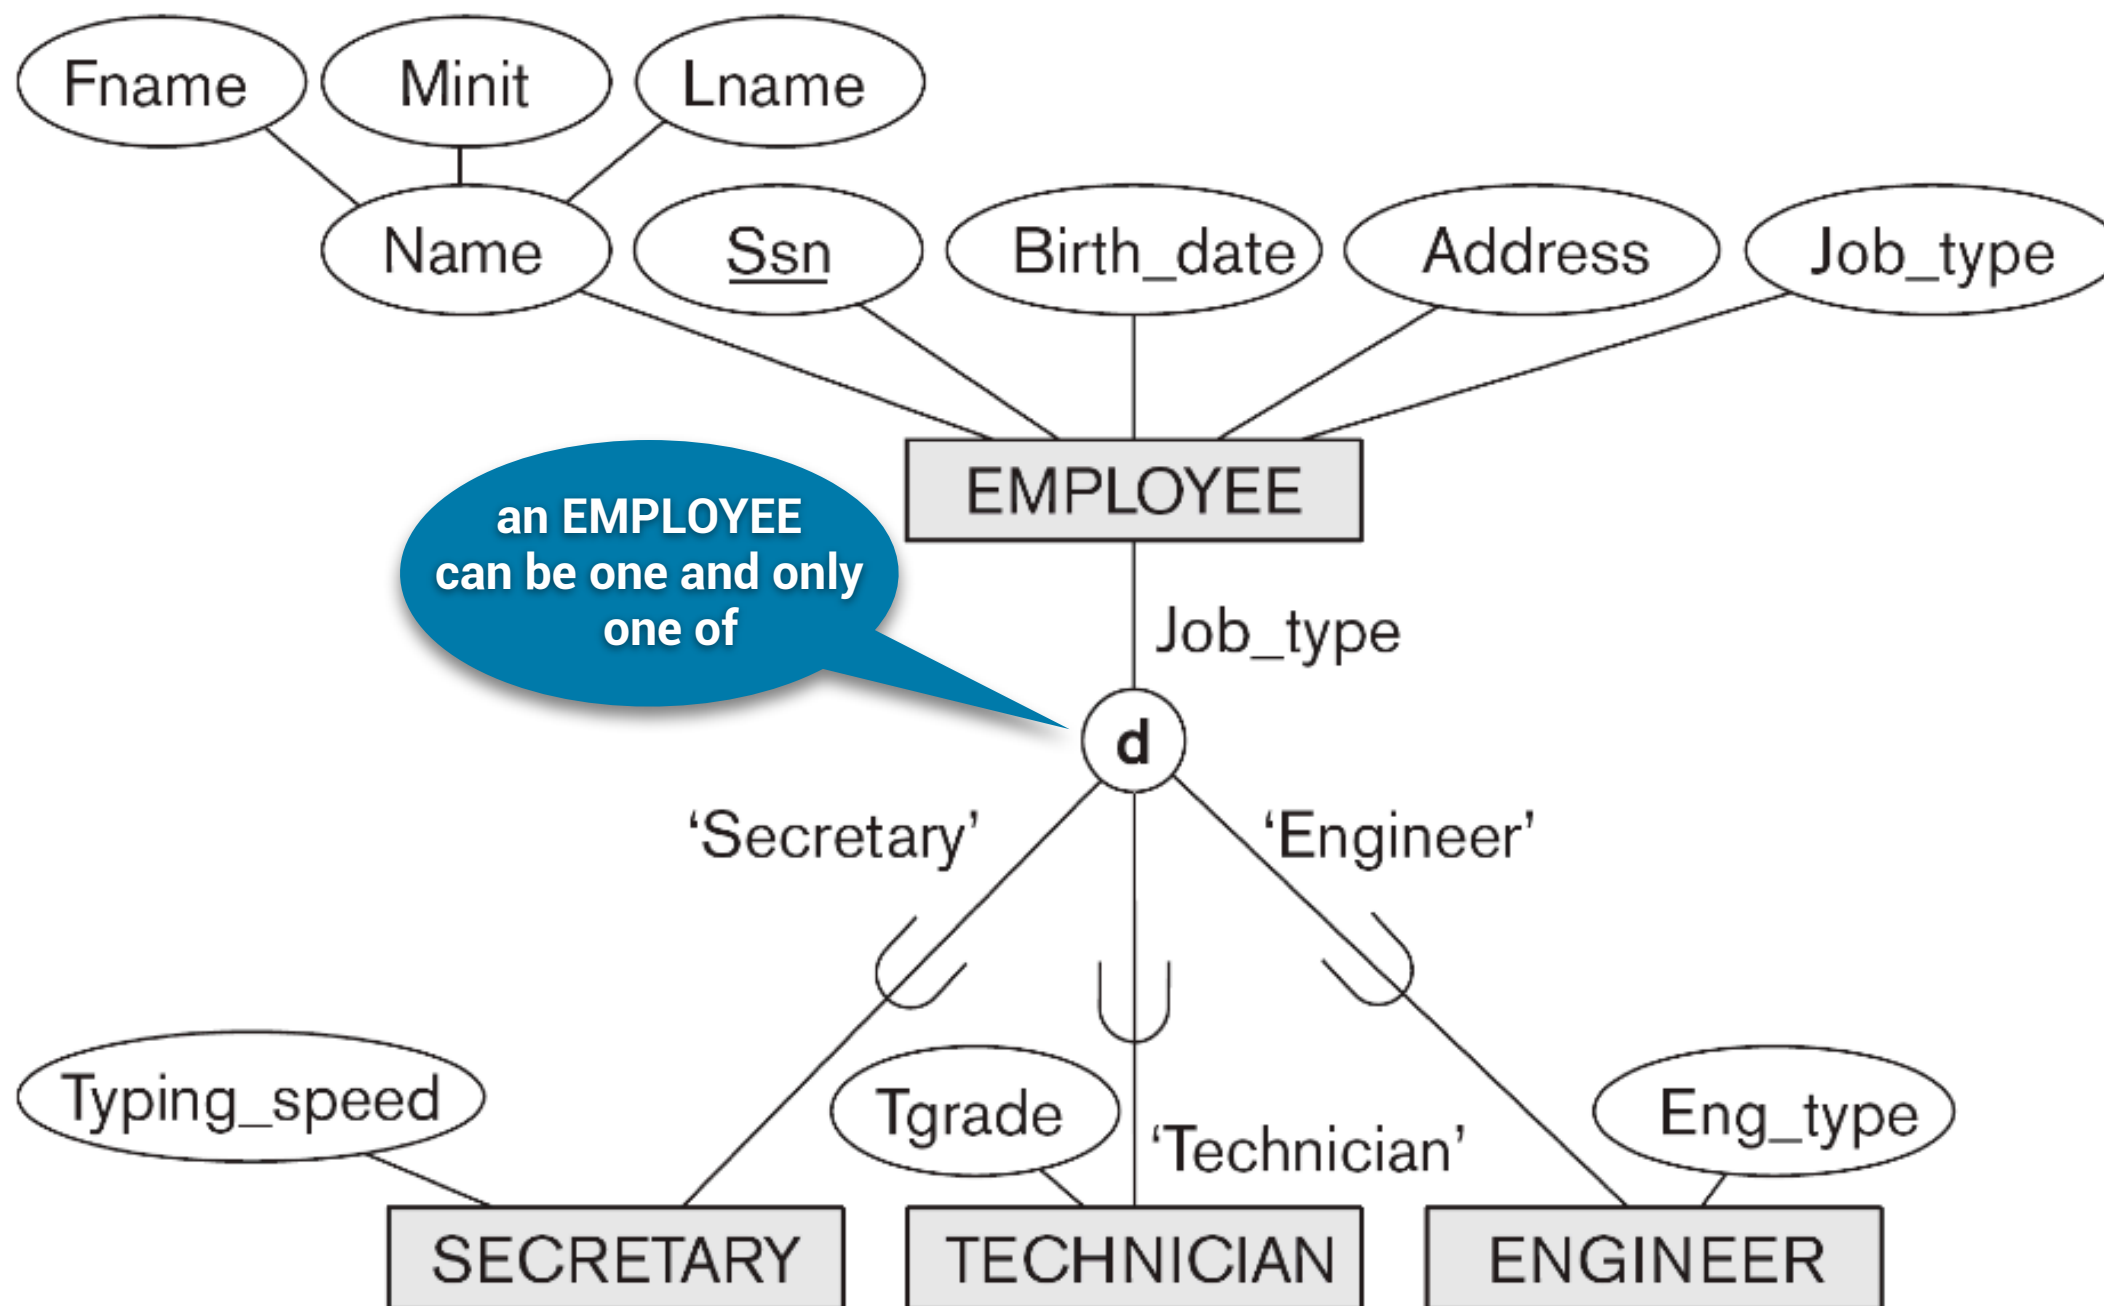 Fname Minit Lname
Name Ssn Birth_date Address Job_type
EMPLOYEE
an EMPLOYEE
can be one and only
one of
Job_type
d
‘Secretary’ ‘Engineer’
Typing_speed Tgrade ‘Technician’ Eng_type
SECRETARY TECHNICIAN ENGINEER